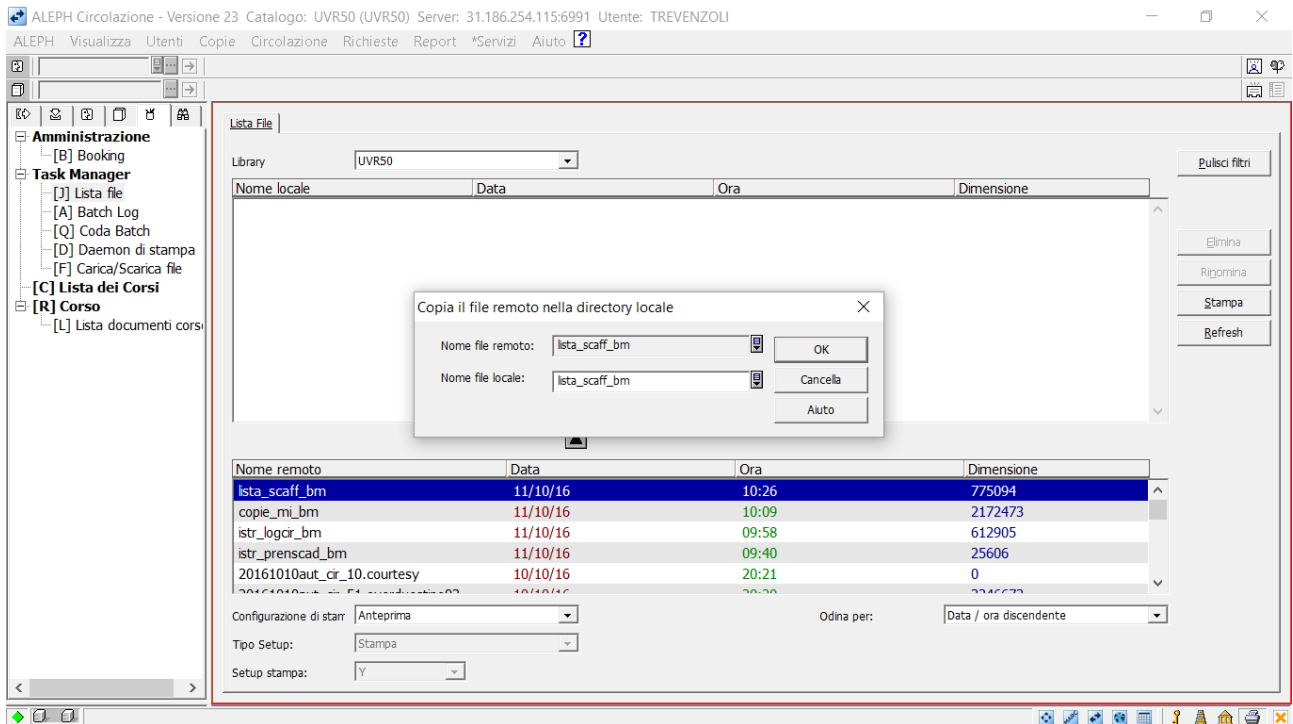 ALEPH Circolazione - Versione 23 Catalogo: UVR50 (UVR50) Server: 31.186.254.115:6991 Utente: TREVENZOLI
ALEPH Visualizza Utenti Copie Circolazione Richieste Report *Servizi Aiuto ?
Amministrazione
[B] Booking
Task Manager
[J] Lista file
[A] Batch Log
[Q] Coda Batch
[D] Daemon di stampa
[F] Carica/Scarica file
[C] Lista dei Corsi
[R] Corso
[L] Lista documenti cors
Lista File
Library UVR50
Pulisci filtri
Nome locale Data Ora Dimensione
Elimina
Rinomina
Stampa
Refresh
Copia il file remoto nella directory locale
Nome file remoto: lista_scaff_bm OK
Nome file locale: lista_scaff_bm Cancella
Aiuto
Nome remoto Data Ora Dimensione
lista_scaff_bm 11/10/16 10:26 775094
copie_mi_bm 11/10/16 10:09 2172473
istr_logcir_bm 11/10/16 09:58 612905
istr_prenscad_bm 11/10/16 09:40 25606
20161010aut_cir_10.courtesy 10/10/16 20:21 0
Configurazione di stam Anteprima Odina per: Data / ora discendente
Tipo Setup: Stampa
Setup stampa: Y